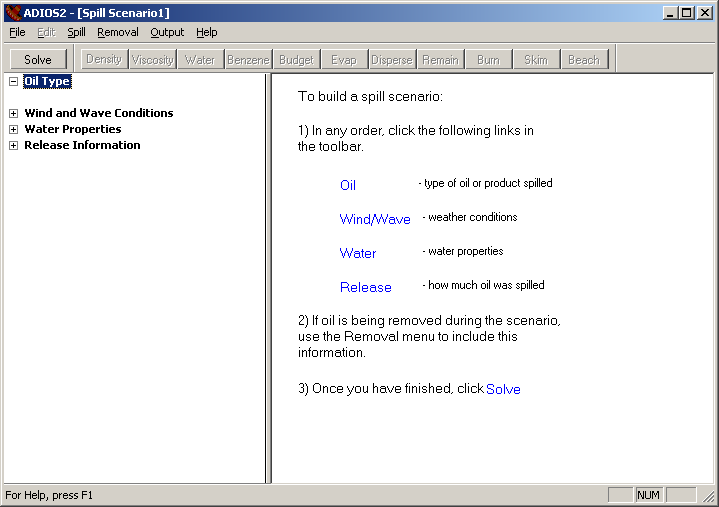 ADIOS2 - [Spill Scenario1]
File Edit Spill Removal Output Help
Solve Density Viscosity Water Benzene Budget Evap Disperse Remain Burn Skim Beach
Oil Type
Wind and Wave Conditions
Water Properties
Release Information
To build a spill scenario:
1) In any order, click the following links in
the toolbar.
Oil - type of oil or product spilled
Wind/Wave - weather conditions
Water - water properties
Release - how much oil was spilled
2) If oil is being removed during the scenario,
use the Removal menu to include this
information.
3) Once you have finished, click Solve
For Help, press F1
NUM